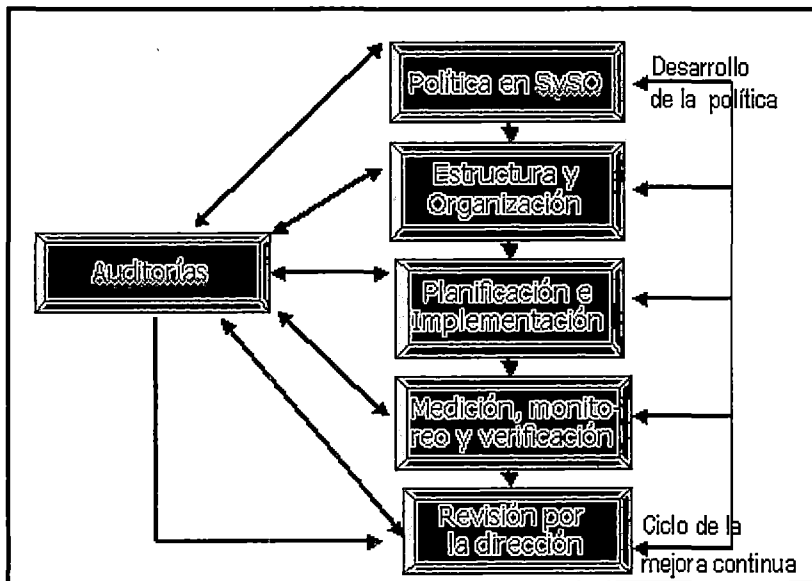 Política en SySO
Desarrollo
de la política
Estructura y
Organización
Auditorías
Planificación e
Implementación
Medición, monito-
reo y verificación
Revisión por
la dirección
Ciclo de la
mejora continua